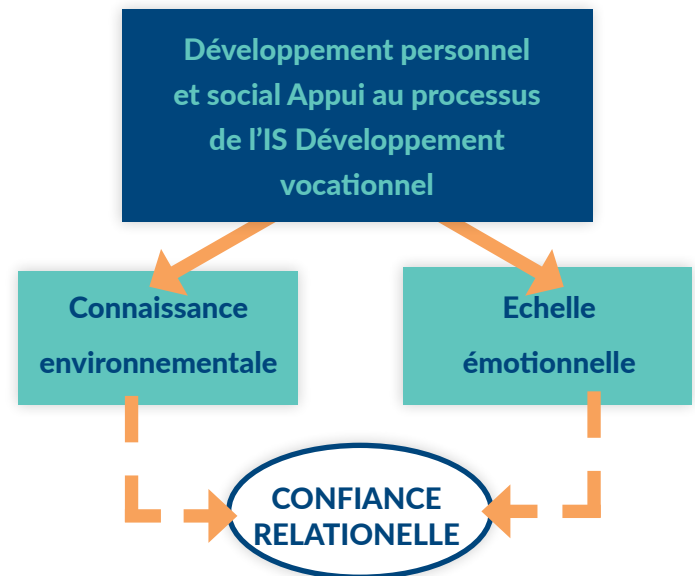 Développement personnel
et social Appui au processus
de l'IS Développement
vocationnel
Connaissance
environnementale
Echelle
émotionnelle
CONFIANCE
RELATIONELLE